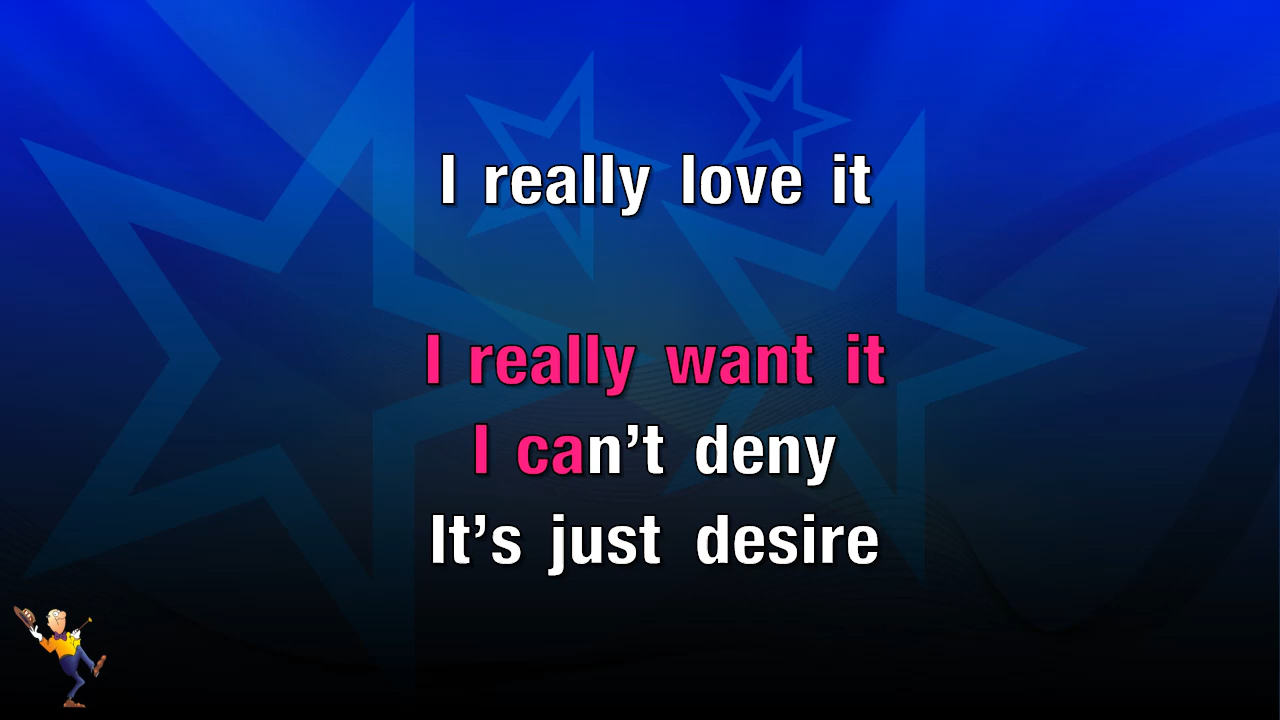 I really love it
I really want it
I can’t deny
It’s just desire